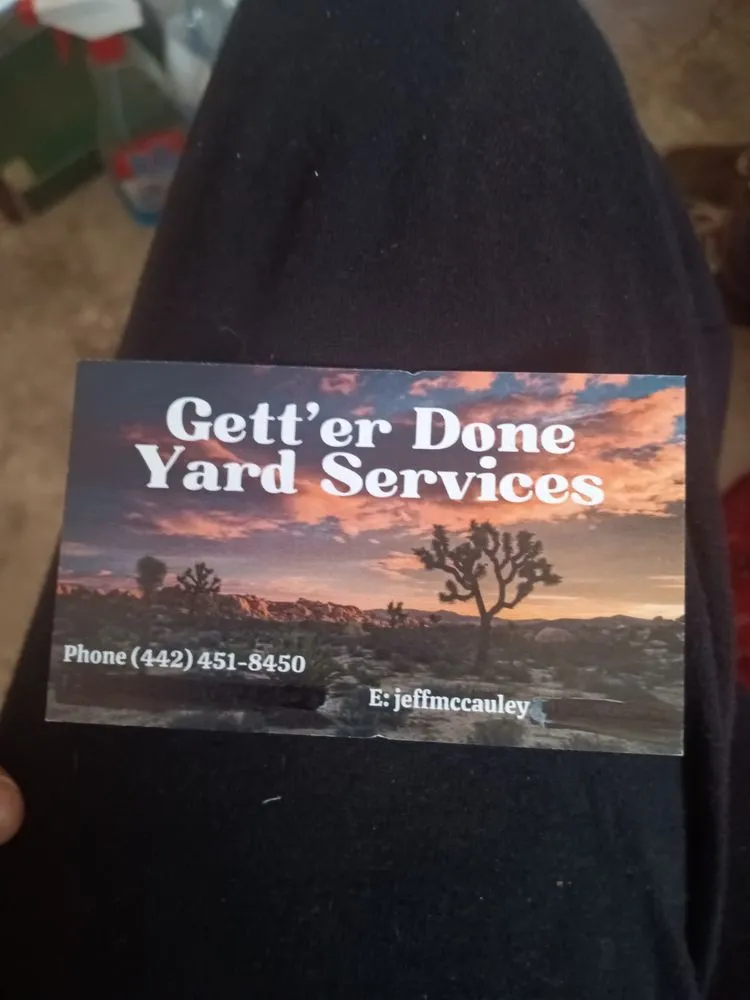 Gett'er Done
Yard Services
Phone (442) 451-8450
E: jeffmccauley